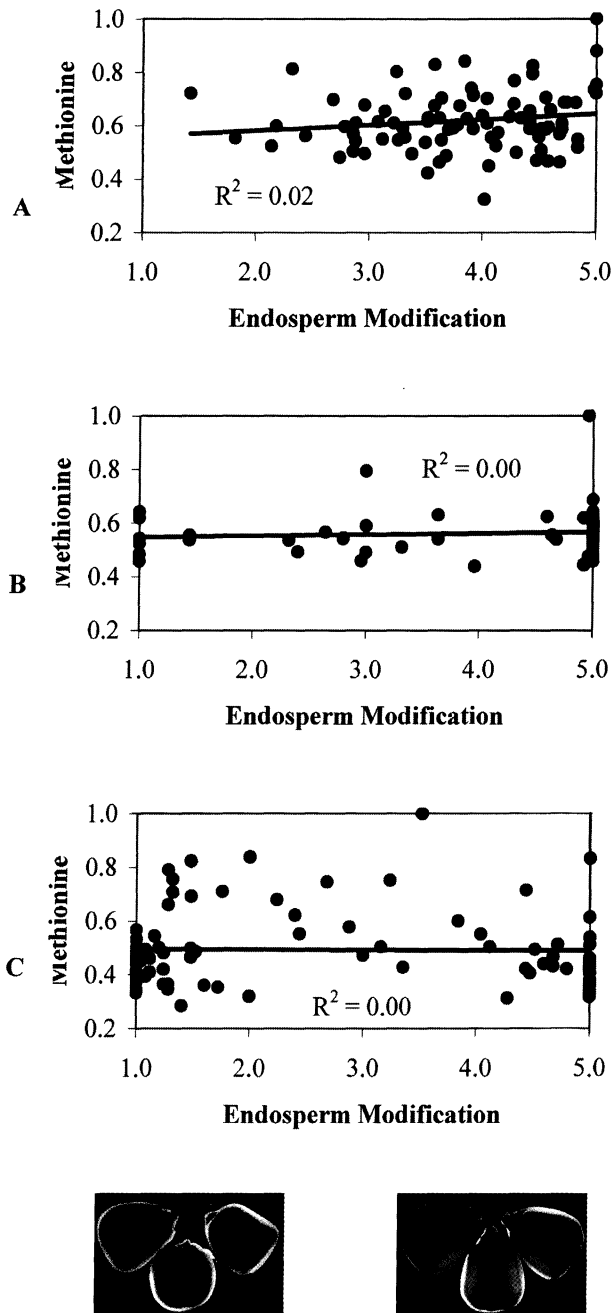 1.0
0.8
0.6
0.4
0.2
Methionine
A
R² = 0.02
1.0 2.0 3.0 4.0 5.0
Endosperm Modification
1.0
0.8
0.6
0.4
0.2
Methionine
B
R² = 0.00
1.0 2.0 3.0 4.0 5.0
Endosperm Modification
1.0
0.8
0.6
0.4
0.2
Methionine
C
R² = 0.00
1.0 2.0 3.0 4.0 5.0
Endosperm Modification